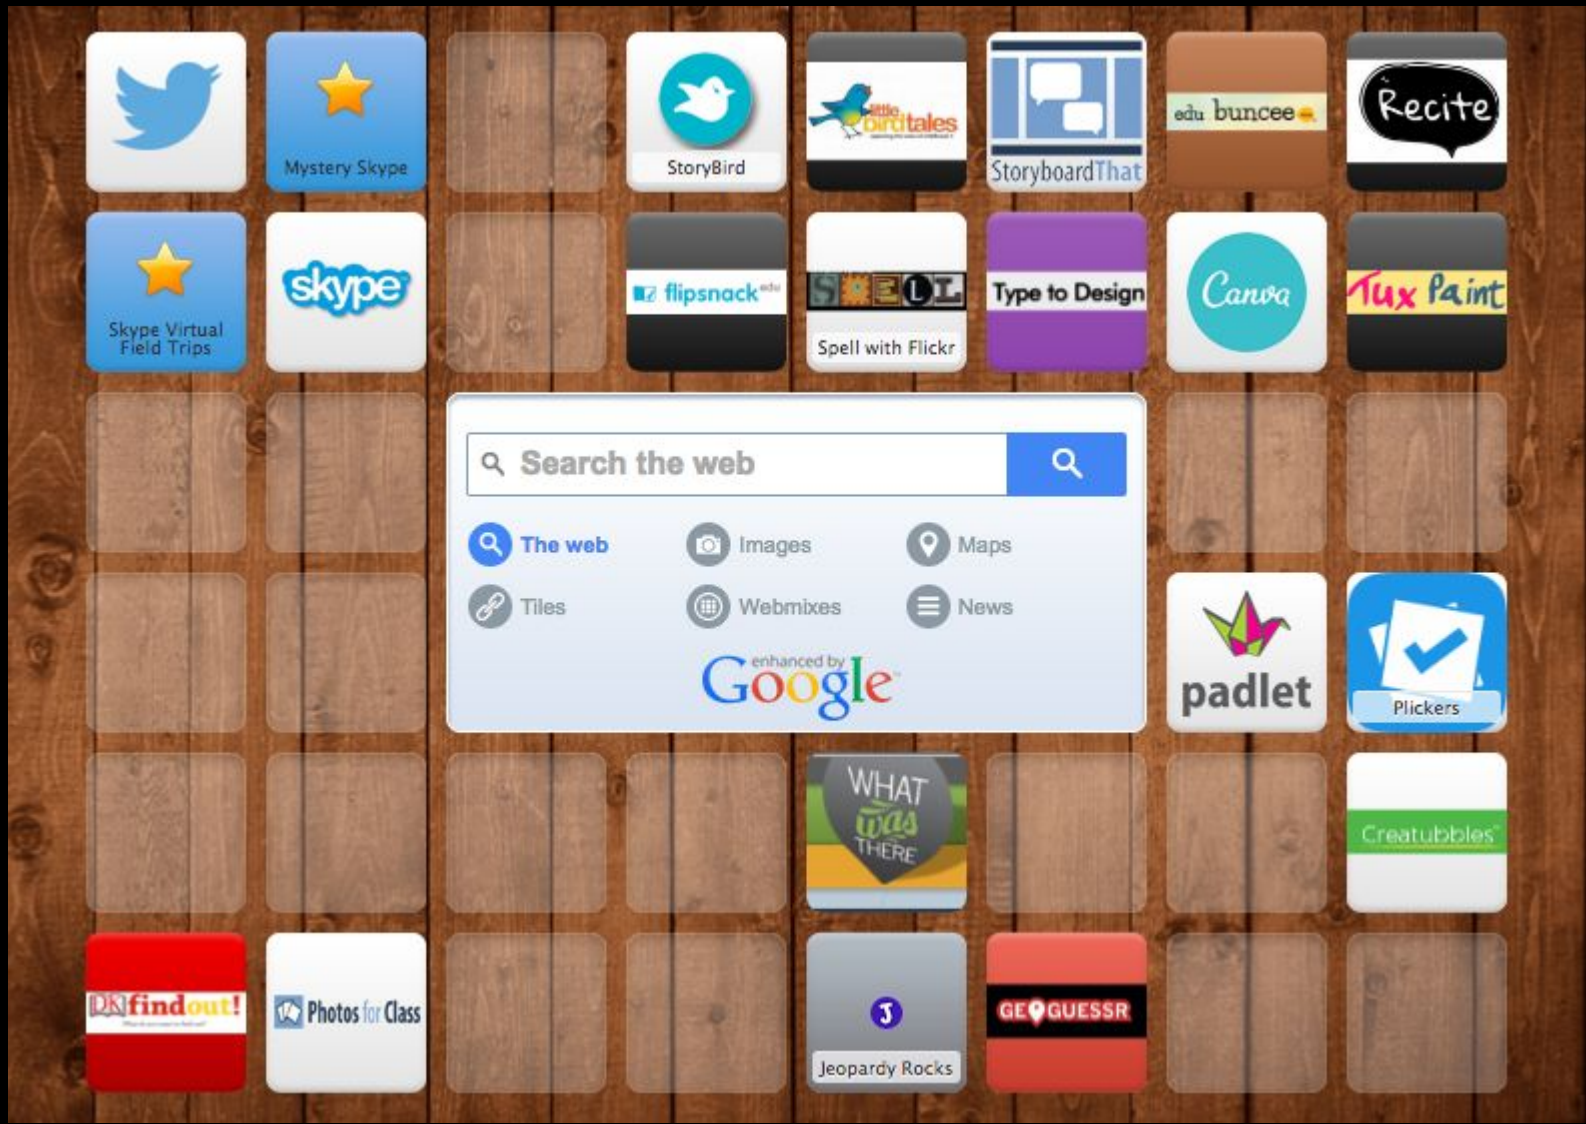 Mystery Skype
StoryBird
little
birdtales
StoryboardThat
edu buncee
Recite
Skype Virtual
Field Trips
skype
flipsnack edu
SPELL
Spell with Flickr
Type to Design
Canva
Tux Paint
Search the web
The web
Images
Maps
Tiles
Webmixes
News
enhanced by
Google
padlet
Plickers
WHAT
was
THERE
Creatubbles
DK findout!
Photos for Class
J
Jeopardy Rocks
GEOGUESSR